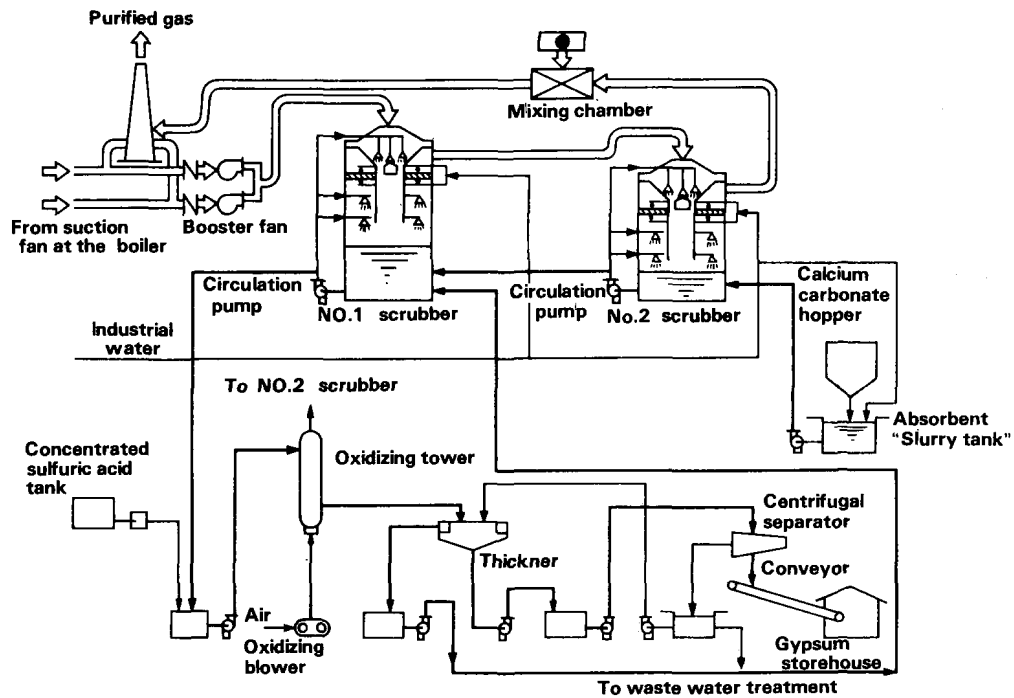 Purified gas
Mixing chamber
From suction
fan at the boiler
Booster fan
Circulation
pump
NO.1 scrubber
Circulation
pump
No.2 scrubber
Calcium
carbonate
hopper
Industrial
water
To NO.2 scrubber
Absorbent
"Slurry tank"
Concentrated
sulfuric acid
tank
Oxidizing tower
Centrifugal
separator
Thickner
Conveyor
Air
Oxidizing
blower
Gypsum
storehouse
To waste water treatment